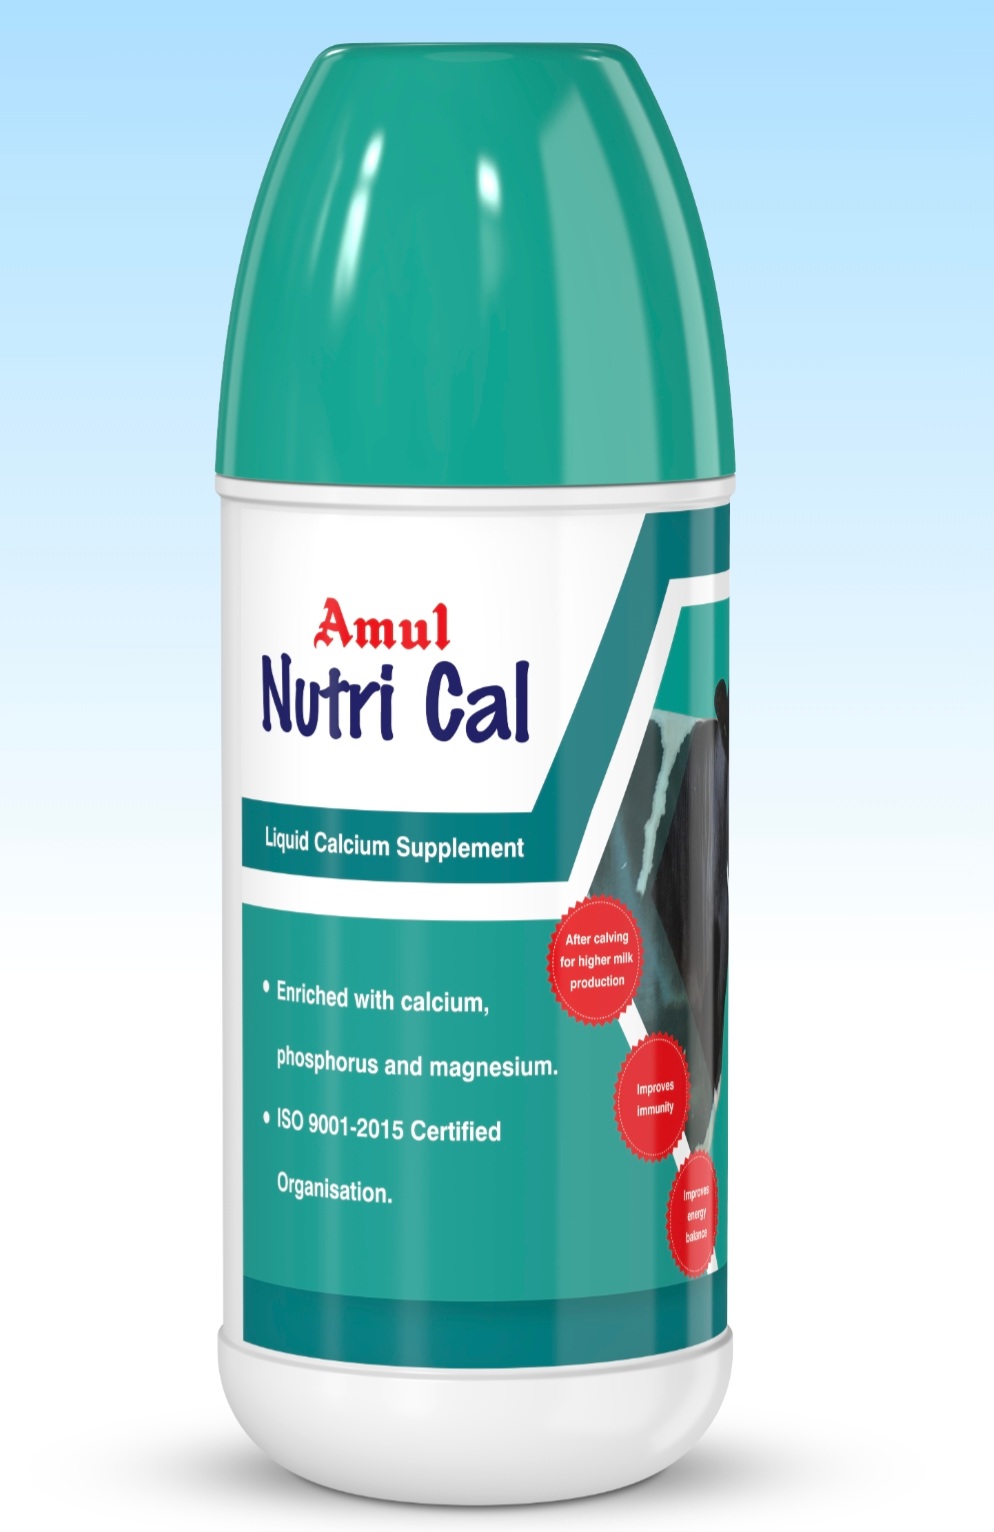 Amul
Nutri Cal
Liquid Calcium Supplement
• Enriched with calcium,
phosphorus and magnesium.
• ISO 9001-2015 Certified
Organisation.
After calving
for higher milk
production
Improves
immunity
Improves
energy
balance